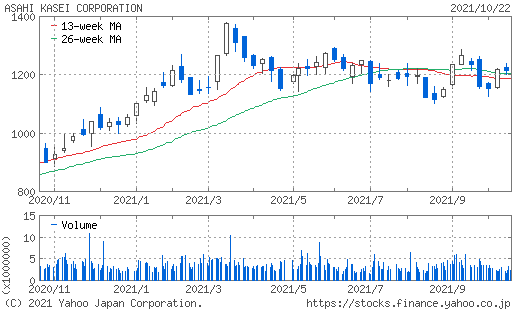 ASAHI KASEI CORPORATION 2021/10/22
13-week MA
26-week MA
1400
1200
1000
800
2020/11 2021/1 2021/3 2021/5 2021/7 2021/9
Volume
15
10
5
0
(x1000000)
2020/11 2021/1 2021/3 2021/5 2021/7 2021/9
(C) 2021 Yahoo Japan Corporation. https://stocks.finance.yahoo.co.jp